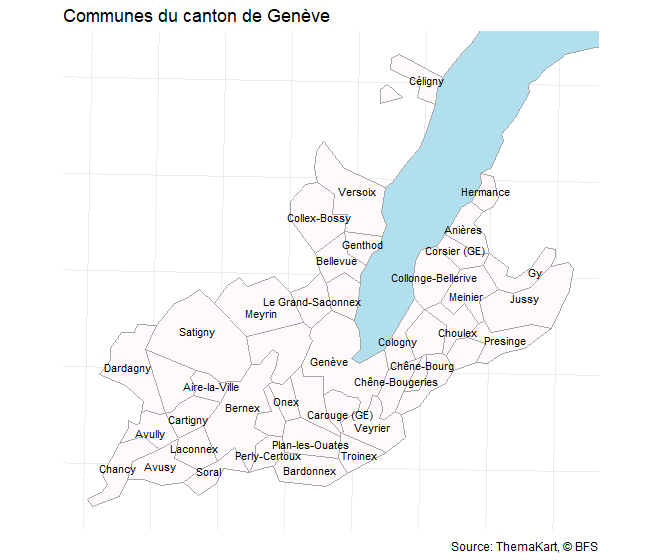 Communes du canton de Genève
Céligny
Versoix
Hermance
Collex-Bossy
Anières
Genthod
Corsier (GE)
Bellevue
Gy
Collonge-Bellerive
Meinier
Jussy
Le Grand-Saconnex
Meyrin
Satigny
Choulex
Cologny
Presinge
Genève
Dardagny
Chêne-Bourg
Chêne-Bougeries
Aire-la-Ville
Onex
Bernex
Carouge (GE)
Cartigny
Veyrier
Avully
Plan-les-Ouates
Laconnex
Perly-Certoux
Troinex
Chancy
Avusy
Soral
Bardonnex
Source: ThemaKart, © BFS